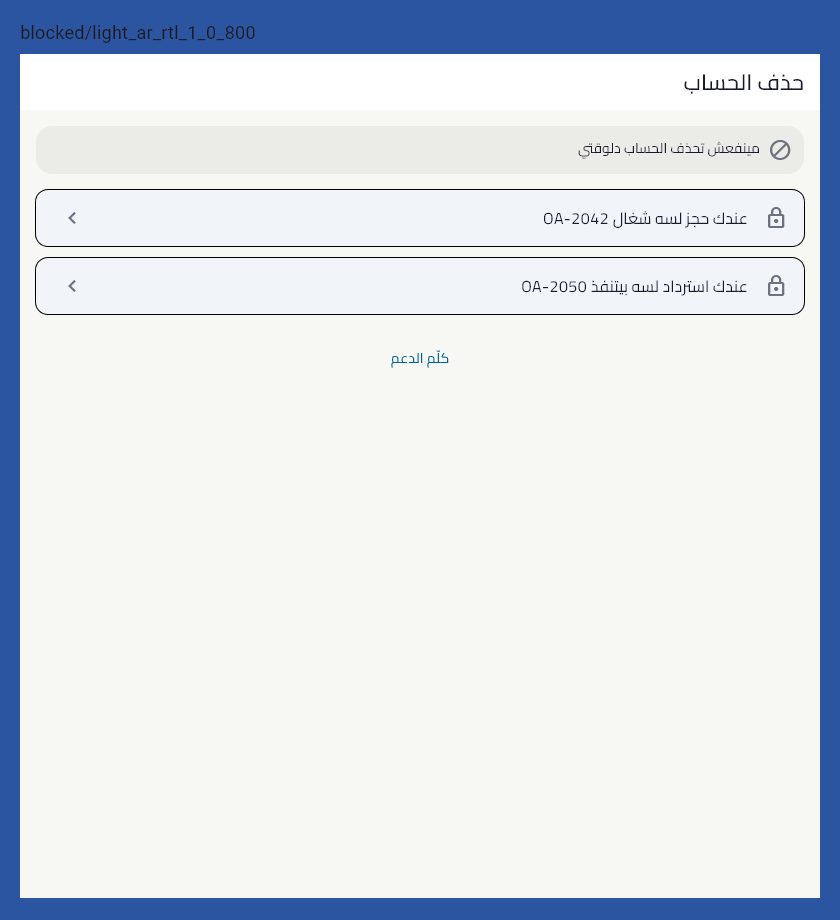 blocked/light_ar_rtl_1_0_800
حذف الحساب
مينفعش تحذف الحساب دلوقتي
عندك حجز لسه شغال OA-2042
عندك استرداد لسه بيتنفذ OA-2050
كلّم الدعم